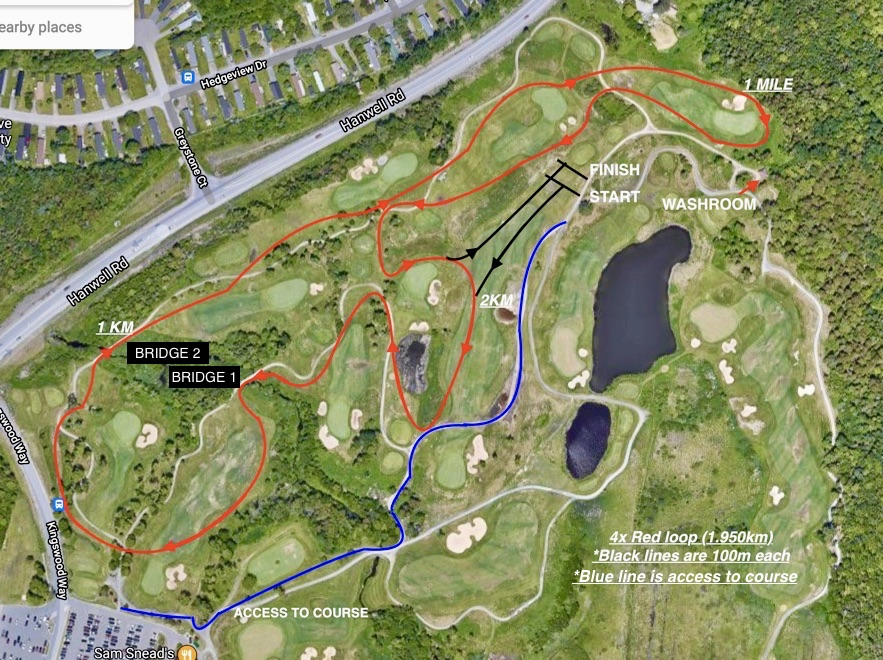 earby places
Hedgeview Dr
Hanwell Rd
1 MILE
Greystone Ct
FINISH
START
WASHROOM
Hanwell Rd
2KM
1 KM
BRIDGE 2
BRIDGE 1
Kingswood Way
4x Red loop (1.950km)
*Black lines are 100m each
*Blue line is access to course
ACCESS TO COURSE
Sam Snead's